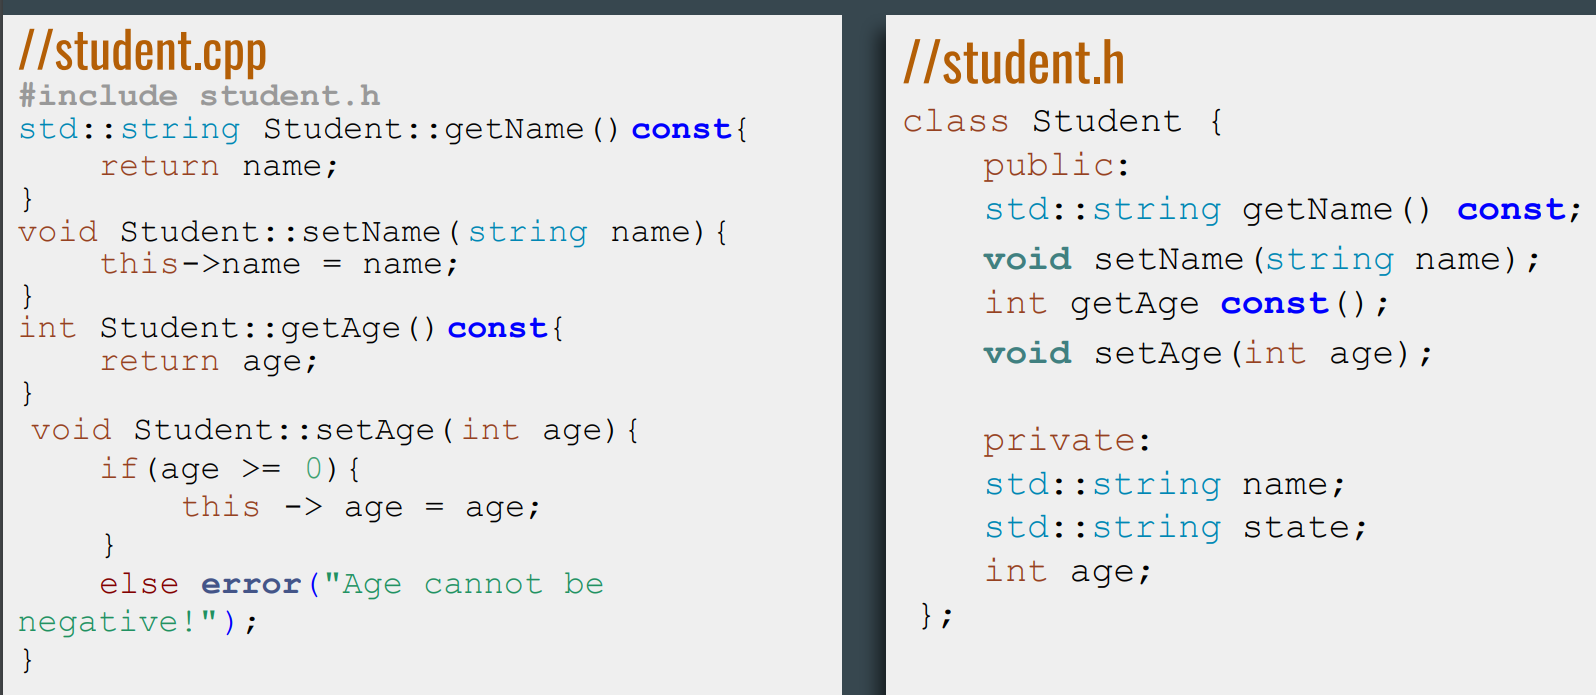 //student.cpp
#include student.h
std::string Student::getName()const{
return name;
}
void Student::setName(string name){
this->name = name;
}
int Student::getAge()const{
return age;
}
void Student::setAge(int age){
if(age >= 0){
this -> age = age;
}
else error("Age cannot be
negative!");
}
//student.h
class Student {
public:
std::string getName() const;
void setName(string name);
int getAge const();
void setAge(int age);
private:
std::string name;
std::string state;
int age;
};